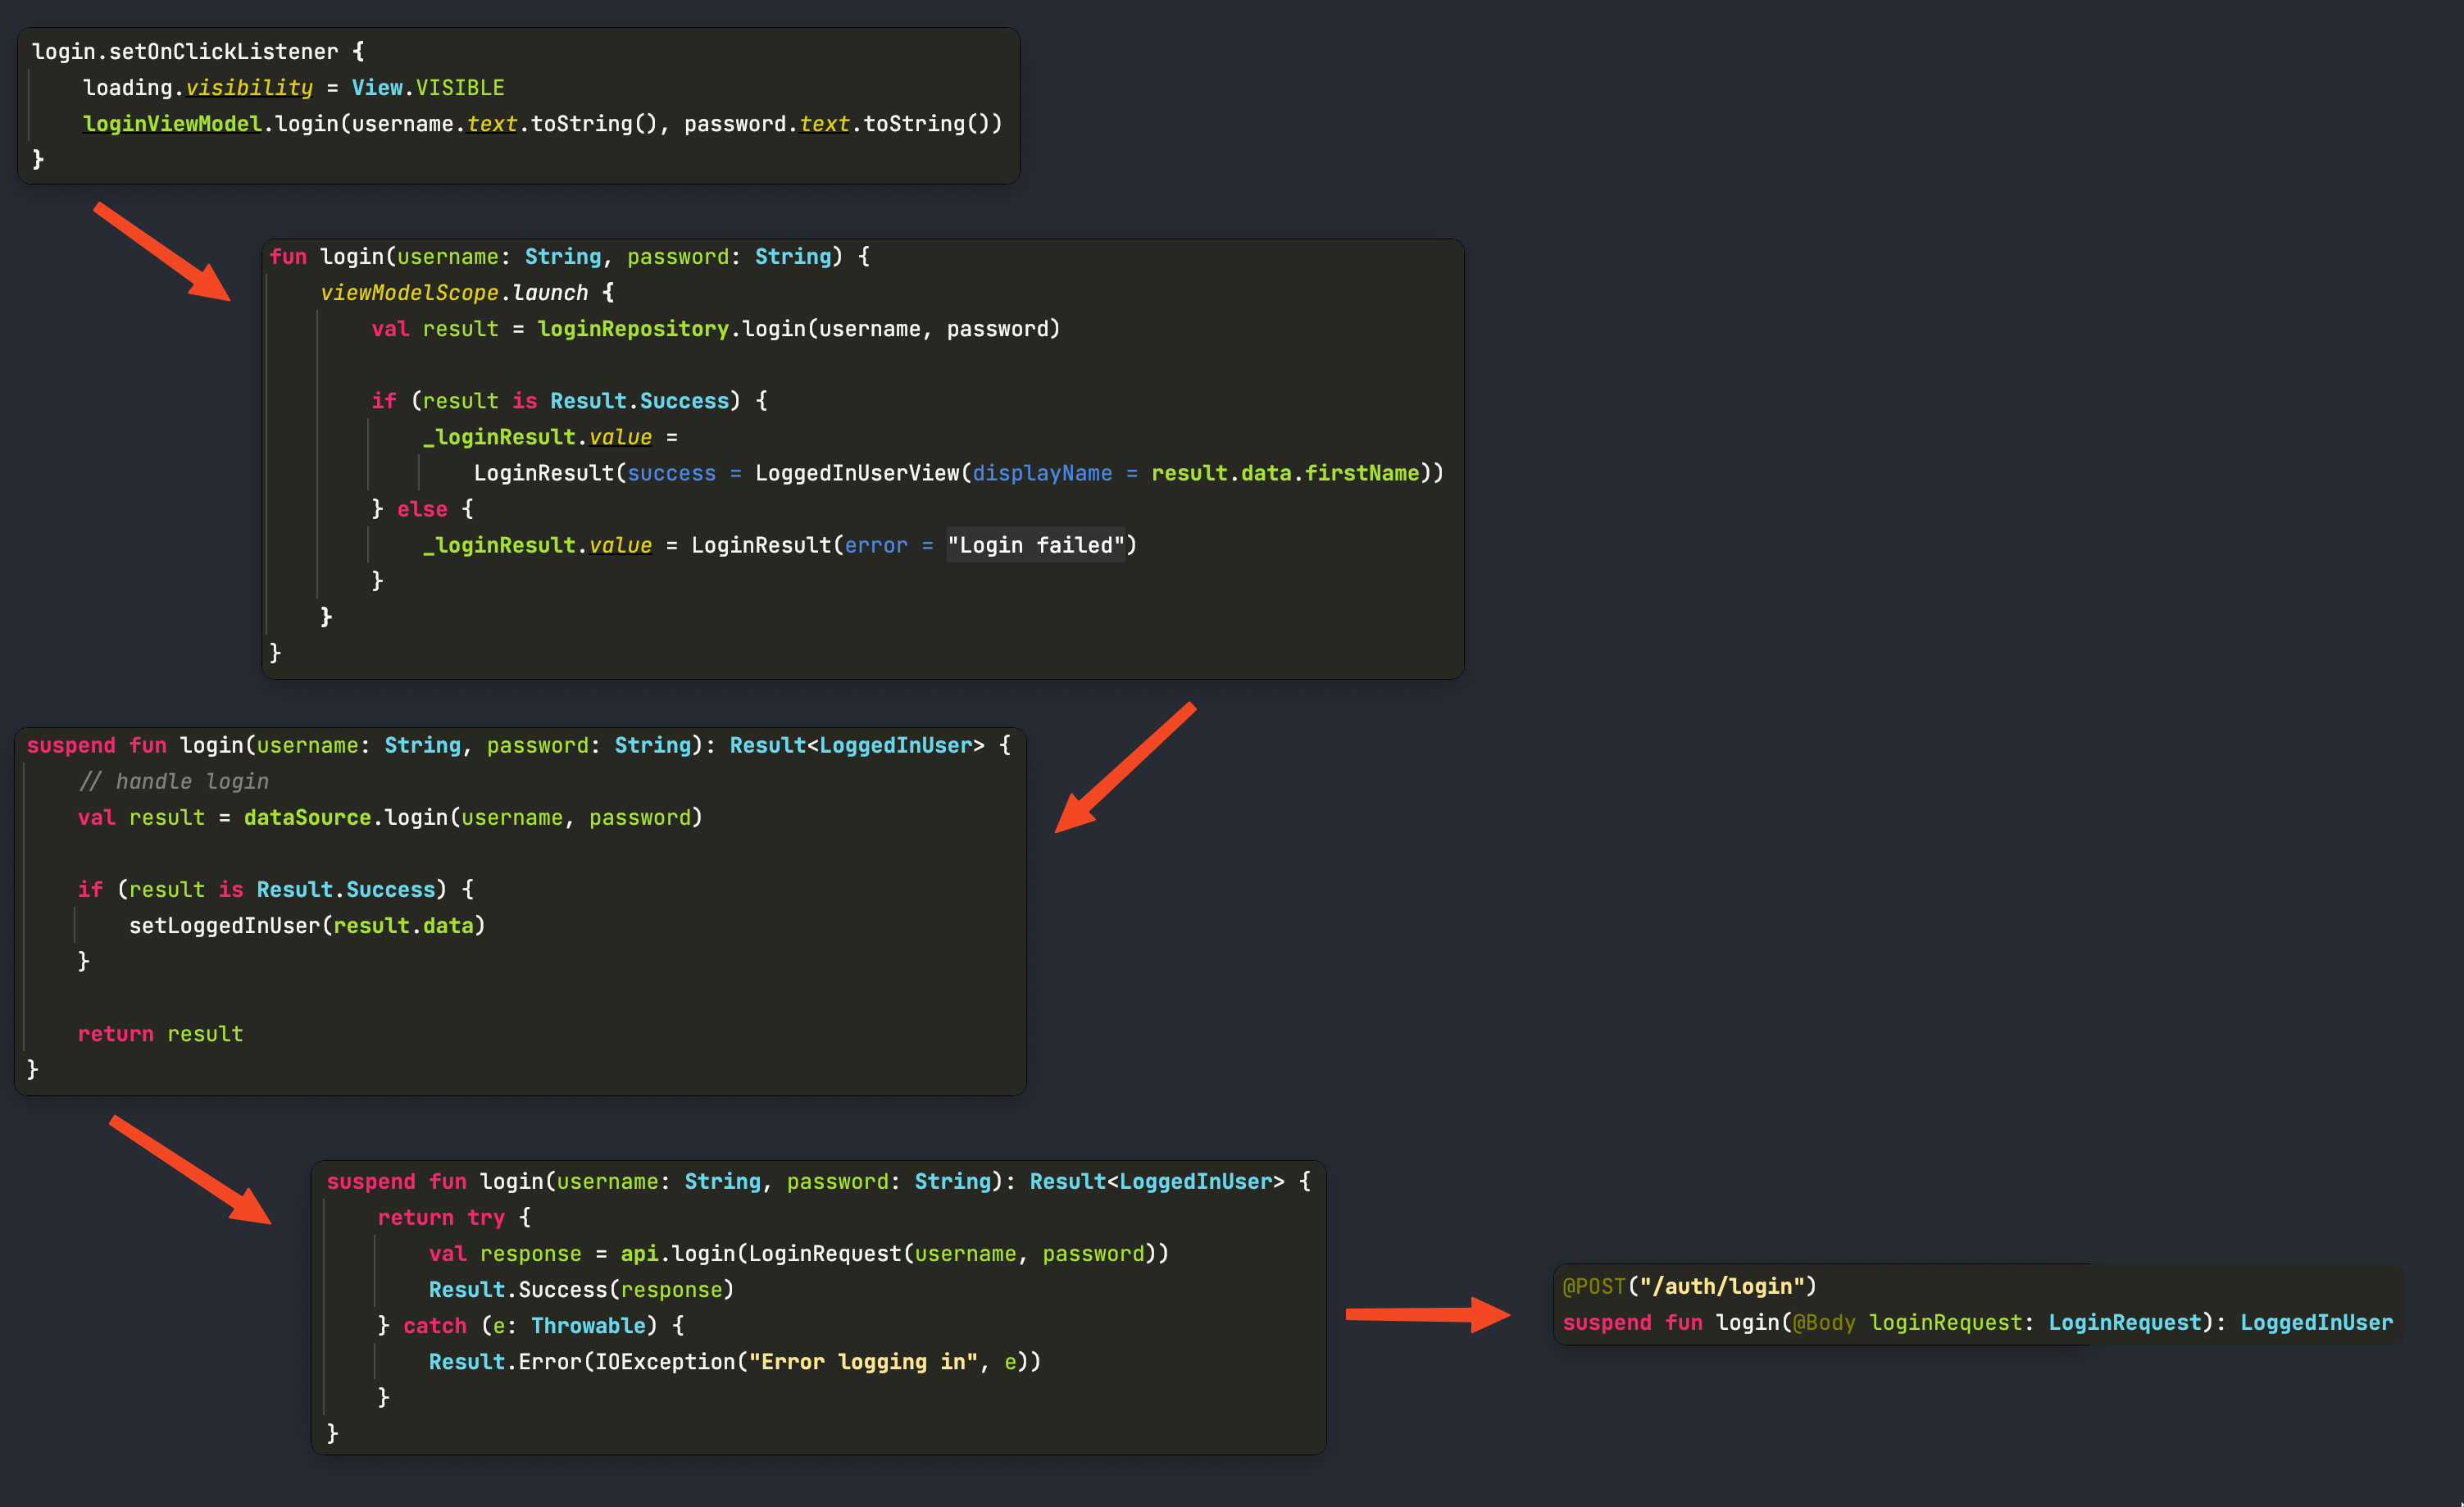 login.setOnClickListener {
loading.visibility = View.VISIBLE
loginViewModel.login(username.text.toString(), password.text.toString())
}
fun login(username: String, password: String) {
viewModelScope.launch {
val result = loginRepository.login(username, password)
if (result is Result.Success) {
_loginResult.value =
LoginResult(success = LoggedInUserView(displayName = result.data.firstName))
} else {
_loginResult.value = LoginResult(error = "Login failed")
}
}
}
suspend fun login(username: String, password: String): Result<LoggedInUser> {
// handle login
val result = dataSource.login(username, password)
if (result is Result.Success) {
setLoggedInUser(result.data)
}
return result
}
suspend fun login(username: String, password: String): Result<LoggedInUser> {
return try {
val response = api.login(LoginRequest(username, password))
Result.Success(response)
} catch (e: Throwable) {
Result.Error(IOException("Error logging in", e))
}
}
@POST("/auth/login")
suspend fun login(@Body loginRequest: LoginRequest): LoggedInUser